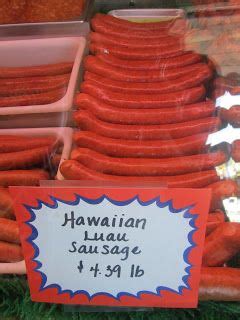 Hawaiian
Luau
Sausage
$ 4.39 lb